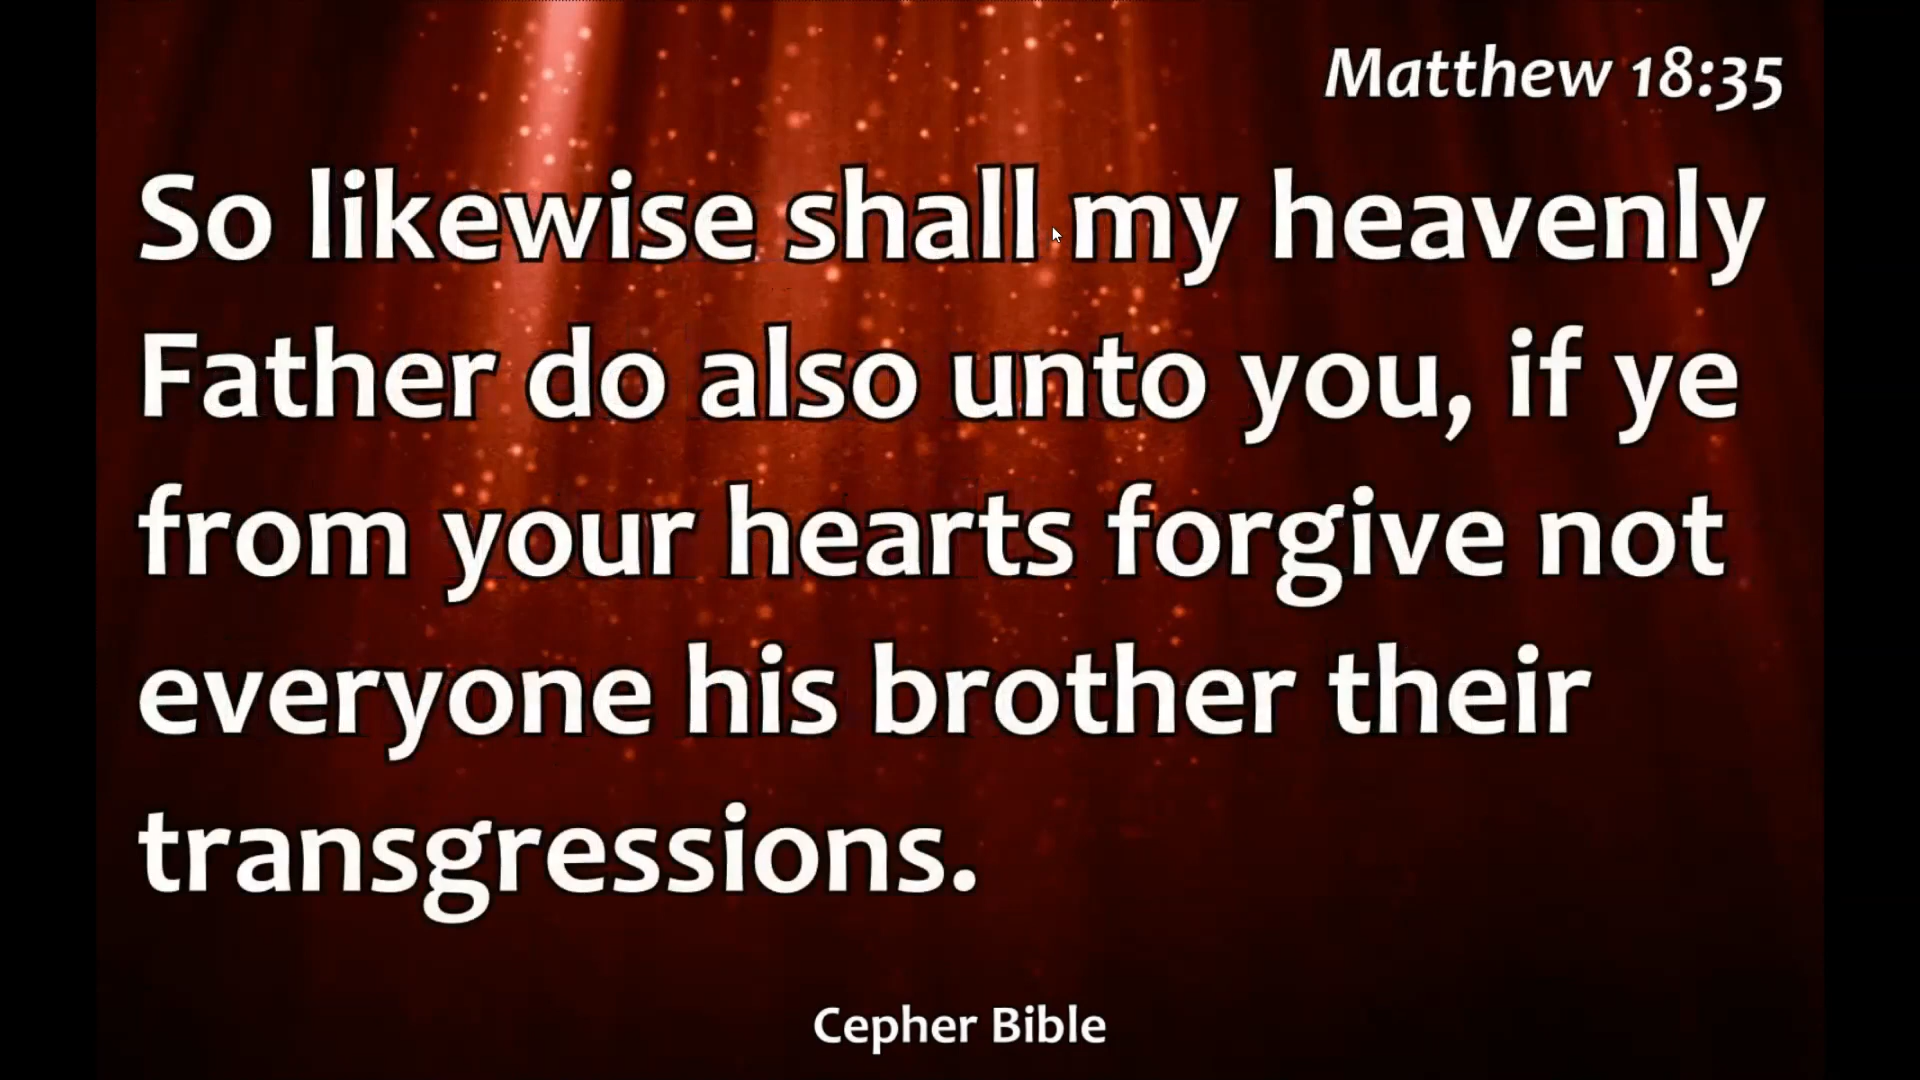 Matthew 18:35
So likewise shall my heavenly
Father do also unto you, if ye
from your hearts forgive not
everyone his brother their
transgressions.
Cepher Bible